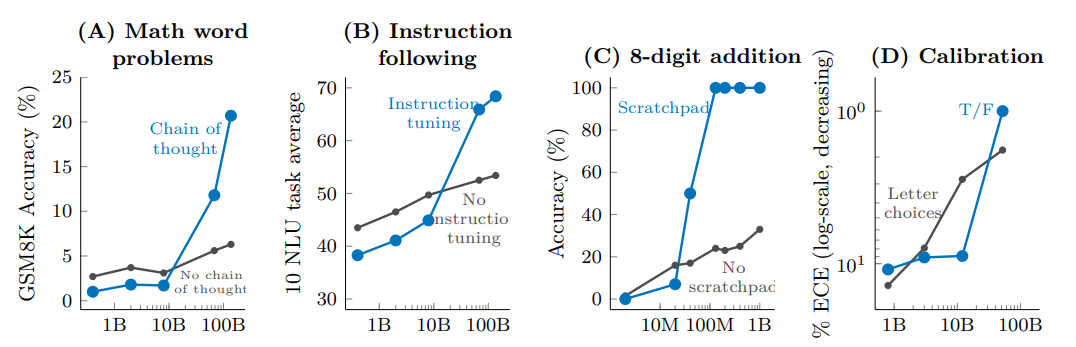 (A) Math word
problems
GSM8K Accuracy (%)
25
20
15
10
5
0
Chain of
thought
No chain
of thought
1B 10B 100B
(B) Instruction
following
10 NLU task average
70
60
50
40
30
Instruction
tuning
No
nstructio
tuning
1B 10B 100B
(C) 8-digit addition
Accuracy (%)
100
80
60
40
20
0
Scratchpad
No
scratchpad
10M 100M 1B
(D) Calibration
% ECE (log-scale, decreasing)
10⁰
10¹
T/F
Letter
choices
1B 10B 100B